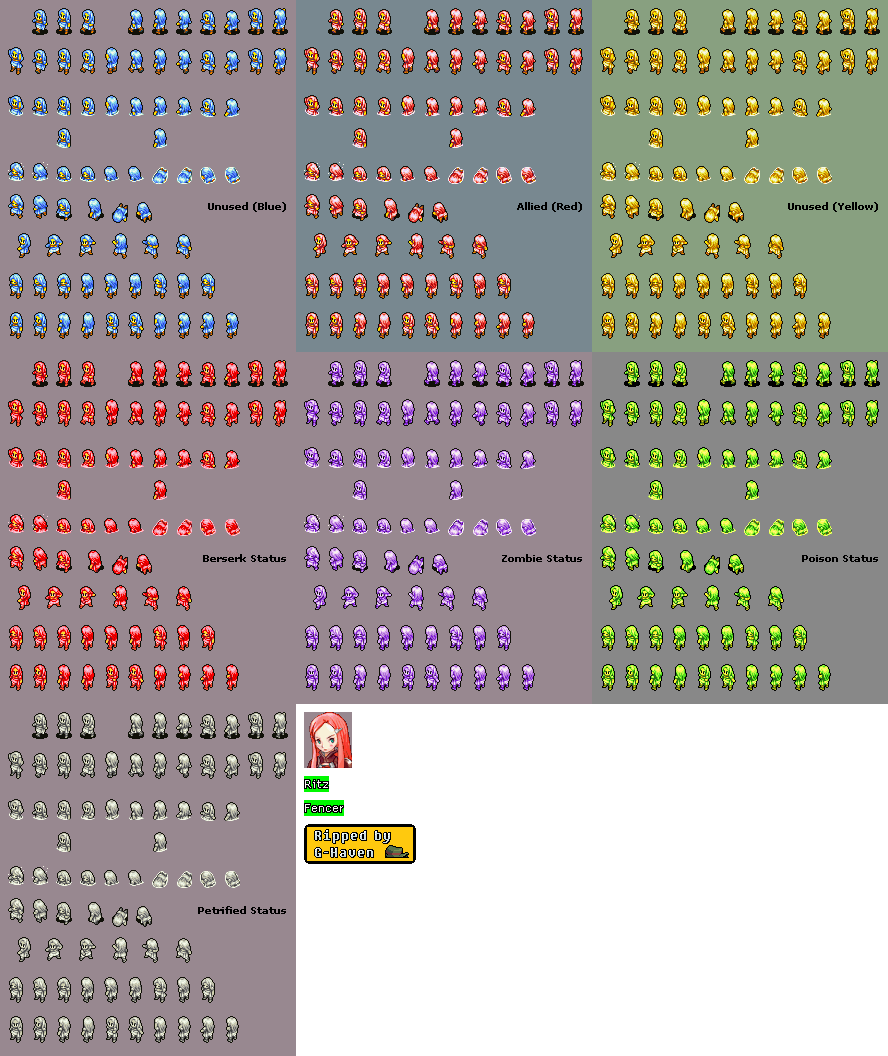 Unused (Blue)
Allied (Red)
Unused (Yellow)
Berserk Status
Zombie Status
Poison Status
Petrified Status
Ritz
Fencer
Ripped by
G-Haven